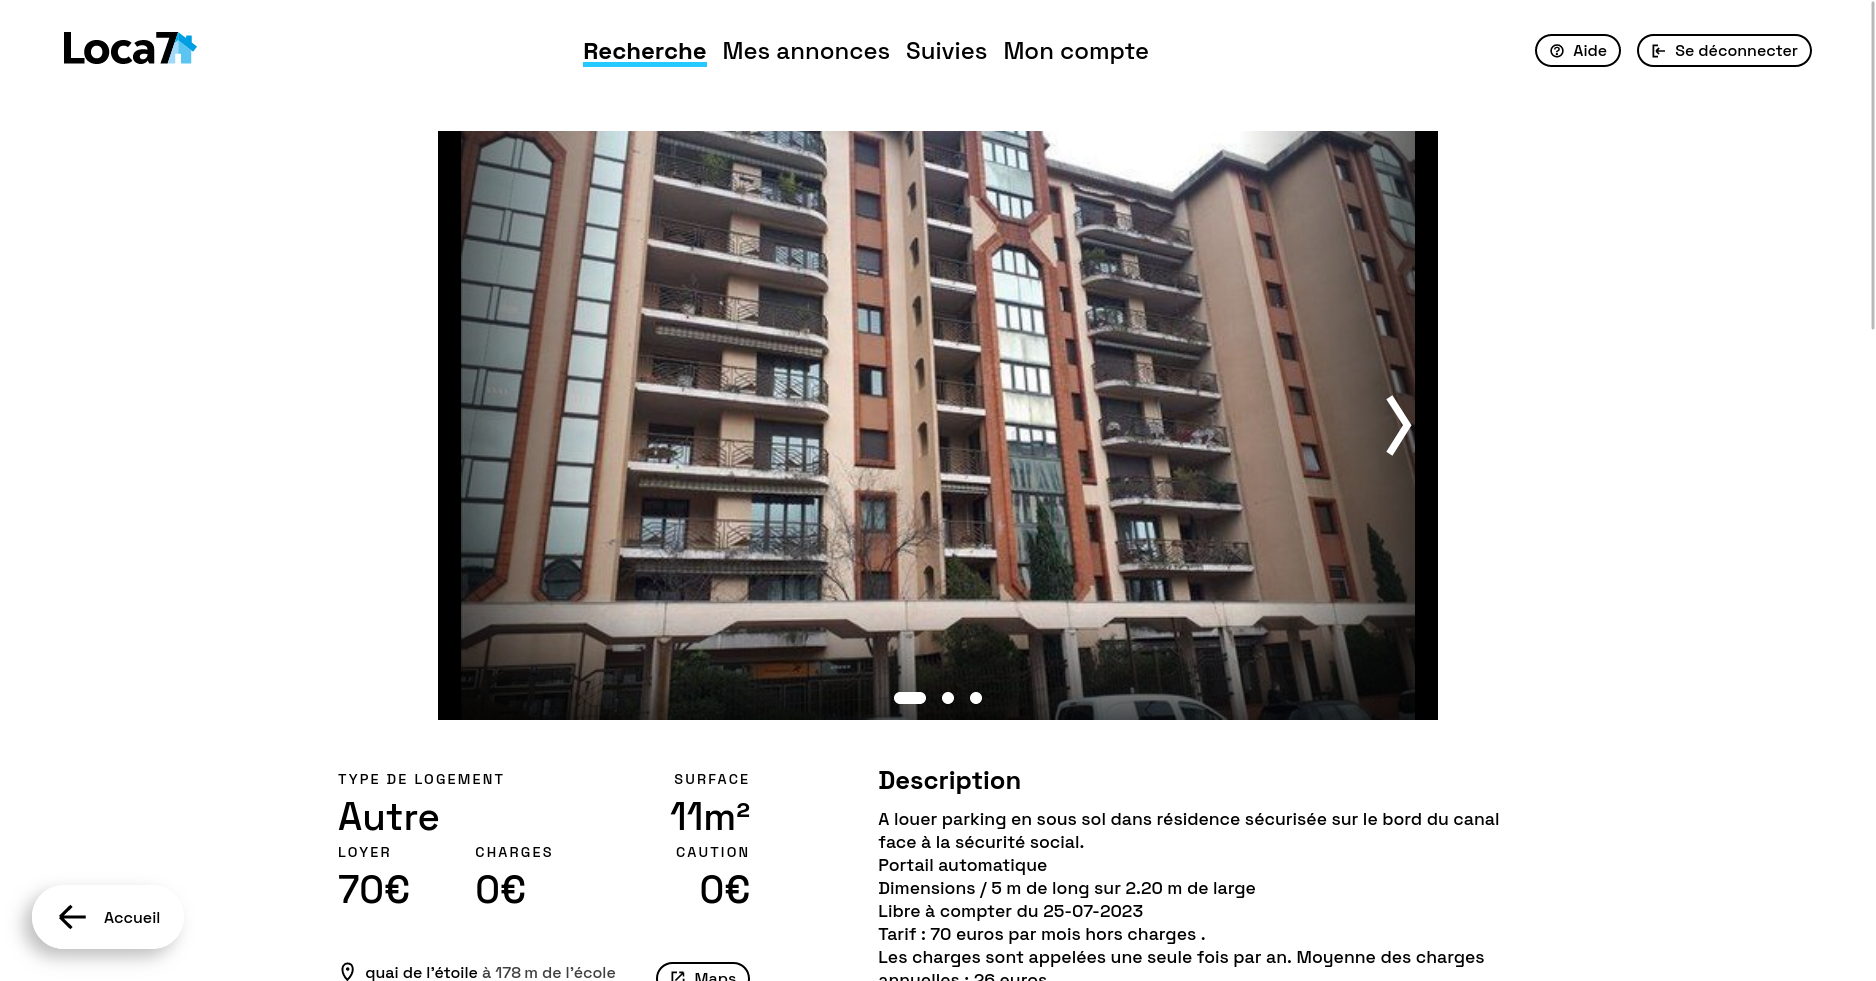 Loca7
Recherche Mes annonces Suivies Mon compte
Aide
Se déconnecter
TYPE DE LOGEMENT
SURFACE
Autre
11m²
LOYER
CHARGES
CAUTION
70€
0€
0€
quai de l'étoile à 178 m de l'école
Maps
Accueil
Description
A louer parking en sous sol dans résidence sécurisée sur le bord du canal
face à la sécurité social.
Portail automatique
Dimensions / 5 m de long sur 2.20 m de large
Libre à compter du 25-07-2023
Tarif : 70 euros par mois hors charges .
Les charges sont appelées une seule fois par an. Moyenne des charges
annuelles : 26 euros